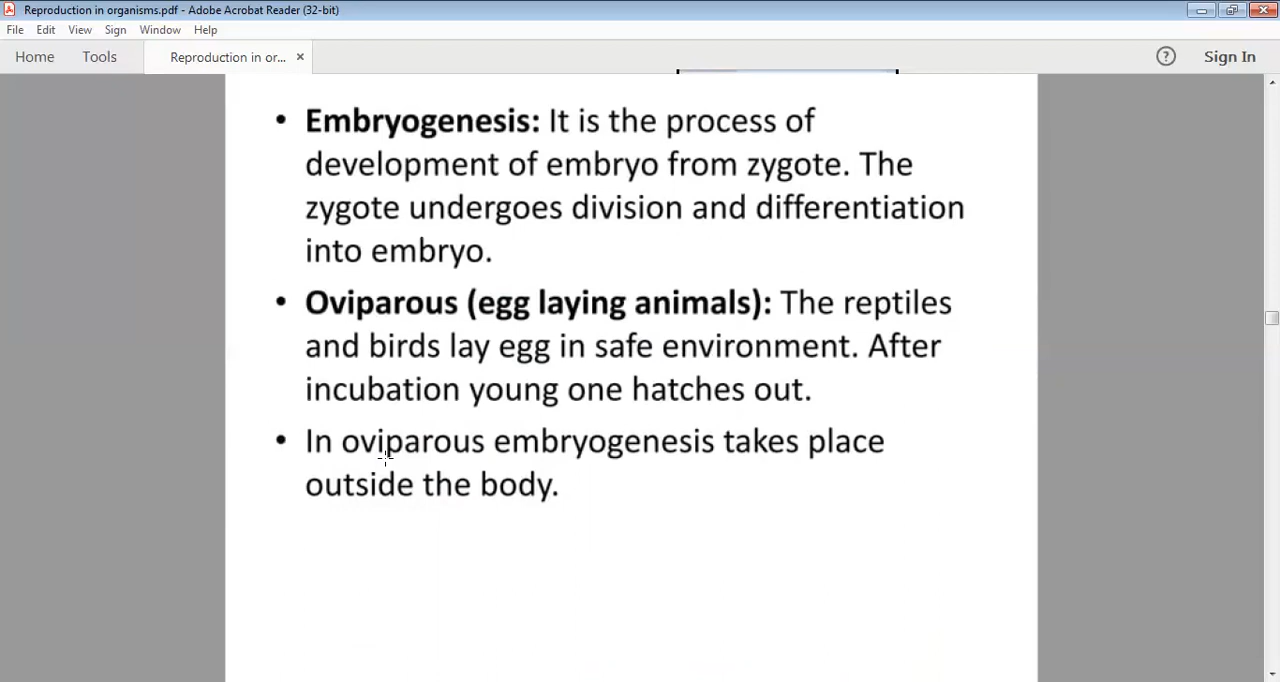 Reproduction in organisms.pdf - Adobe Acrobat Reader (32-bit)
File Edit View Sign Window Help
Home Tools Reproduction in or... × ? Sign In
• Embryogenesis: It is the process of
development of embryo from zygote. The
zygote undergoes division and differentiation
into embryo.
• Oviparous (egg laying animals): The reptiles
and birds lay egg in safe environment. After
incubation young one hatches out.
• In oviparous embryogenesis takes place
outside the body.